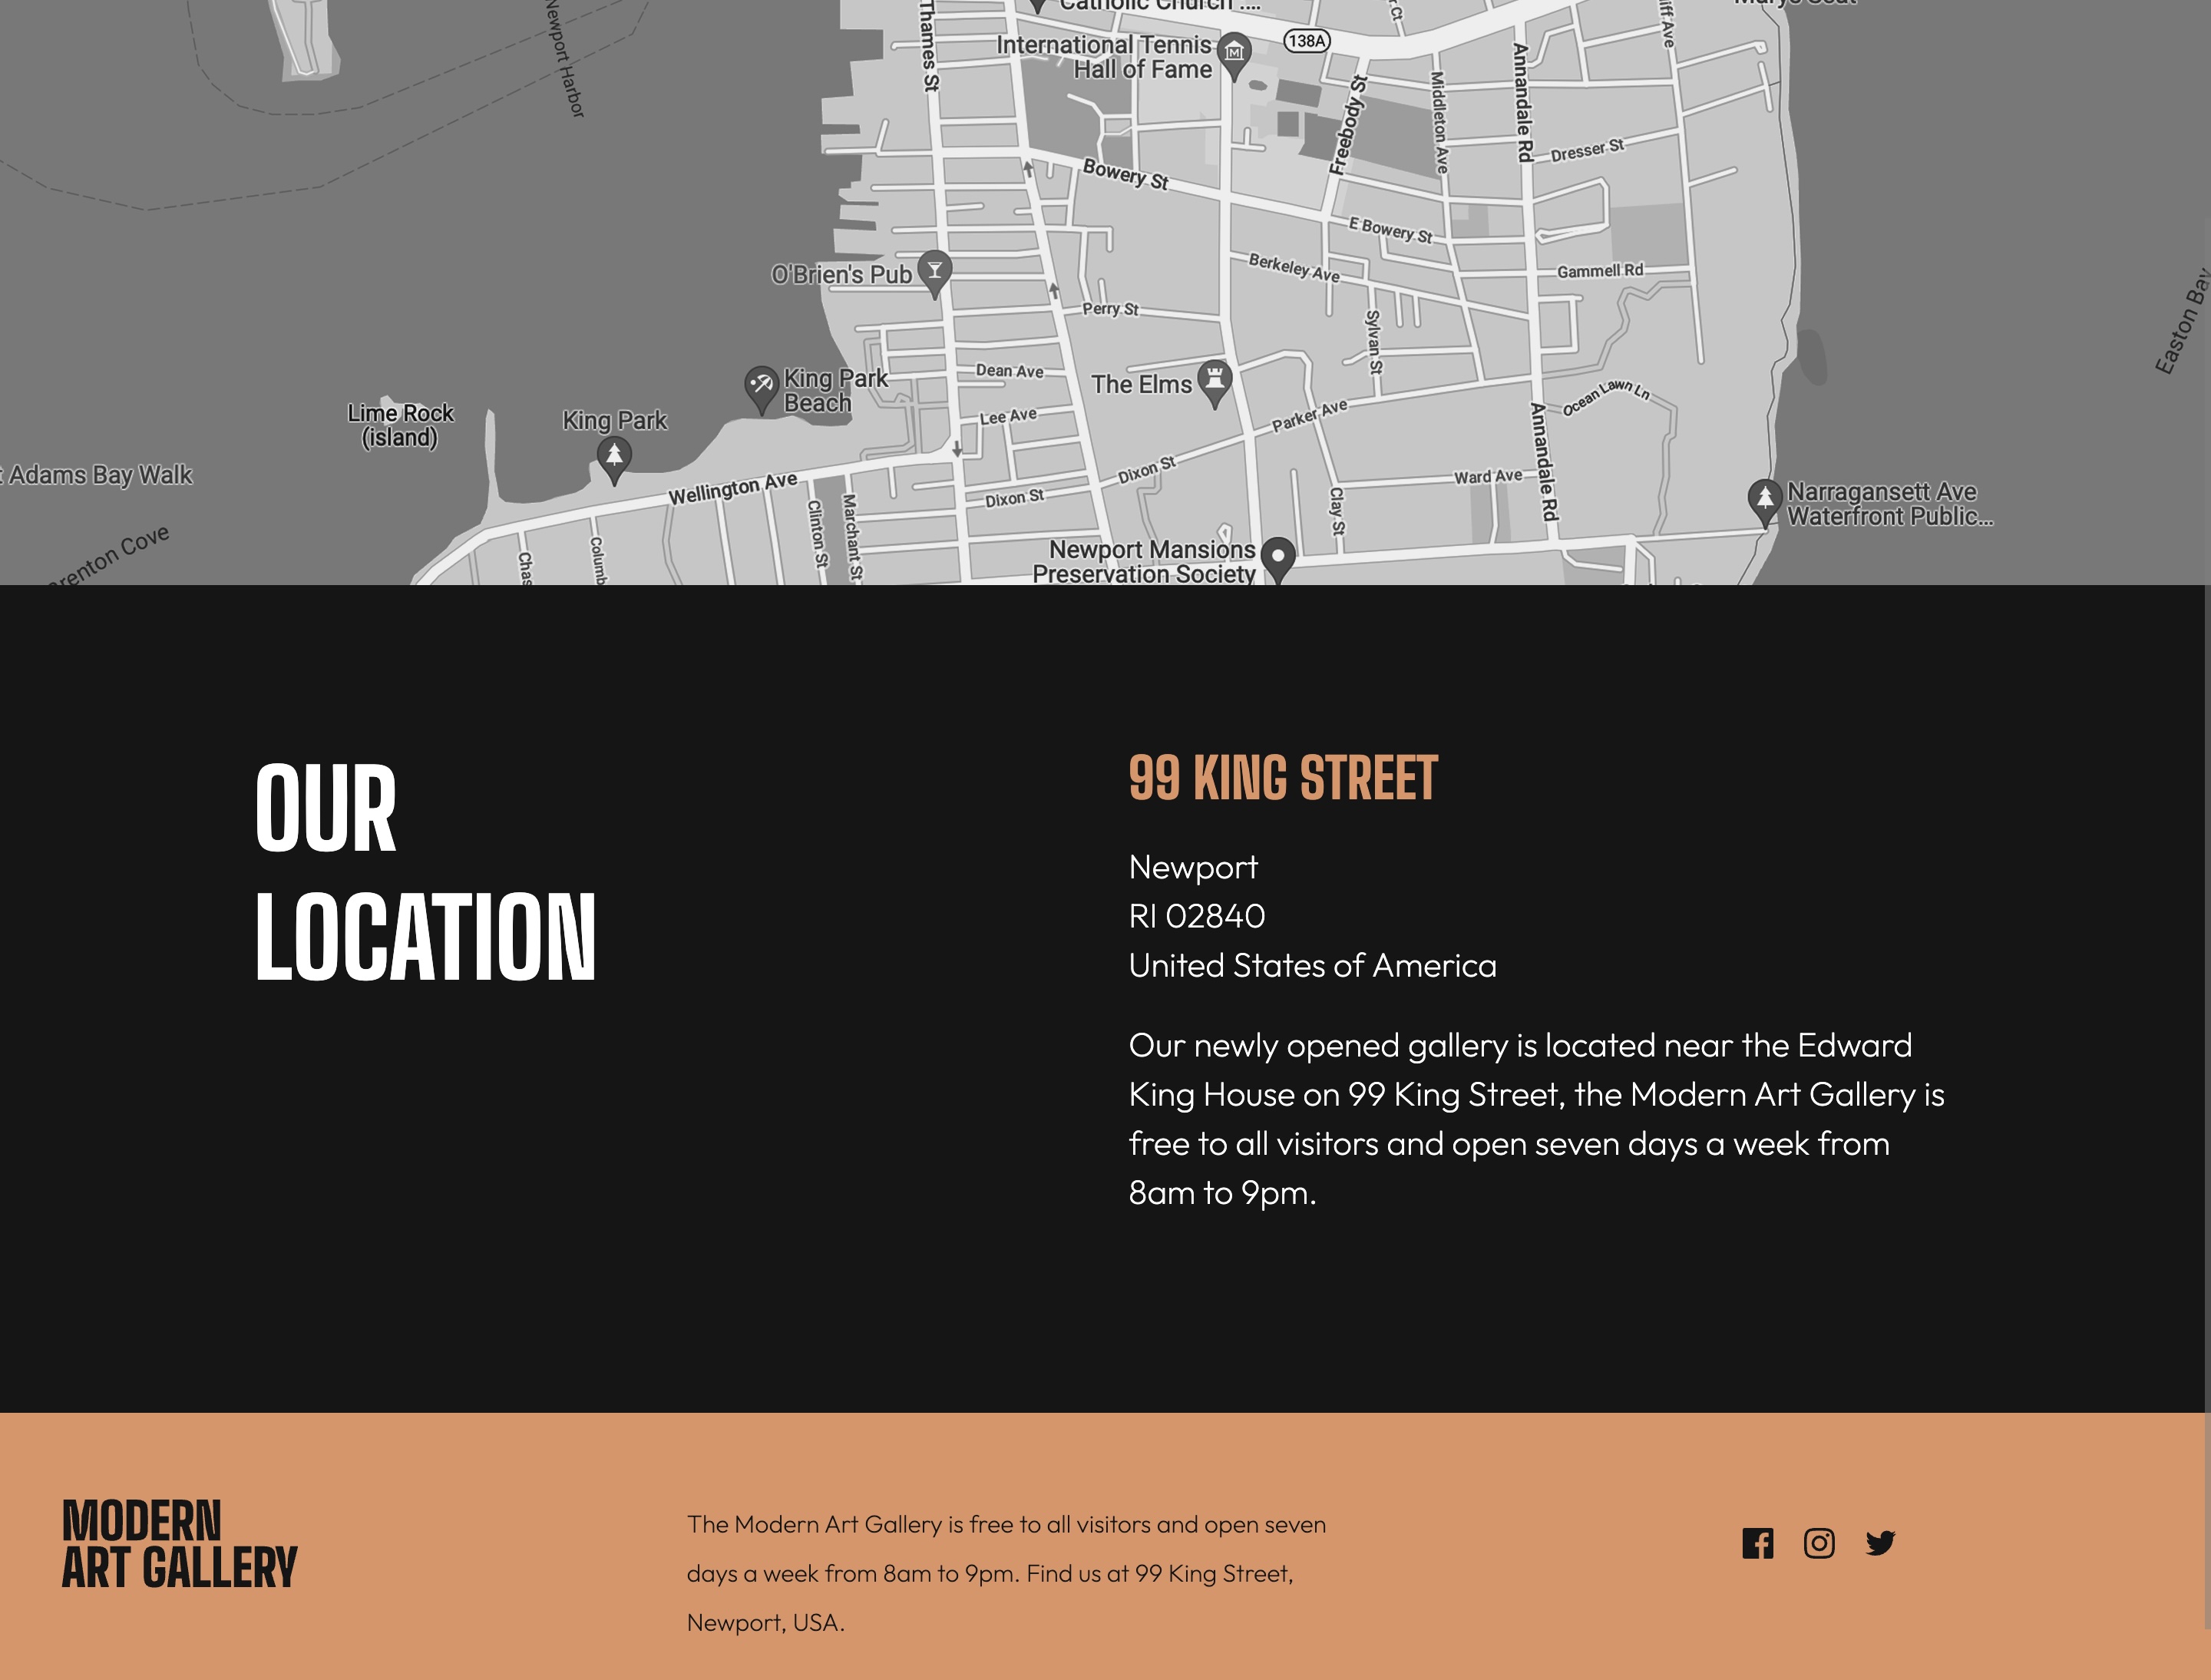 Catholic Church ....
Marys Seat
Newport Harbor
Thames St
International Tennis
Hall of Fame
138A
Freebody St
Middleton Ave
Annandale Rd
Dresser St
Bowery St
E Bowery St
Berkeley Ave
Gammell Rd
O'Brien's Pub
Easton Bay
Perry St
Sylvan St
Dean Ave
King Park
Beach
The Elms
Lime Rock
(island)
King Park
Lee Ave
Parker Ave
Ocean Lawn Ln
Annandale Rd
Adams Bay Walk
Wellington Ave
Dixon St
Dixon St
Ward Ave
Clinton St
Marchant St
Clay St
Narragansett Ave
Waterfront Public...
Cove
Newport Mansions
Preservation Society
OUR
LOCATION
99 KING STREET
Newport
RI 02840
United States of America
Our newly opened gallery is located near the Edward
King House on 99 King Street, the Modern Art Gallery is
free to all visitors and open seven days a week from
8am to 9pm.
MODERN
ART GALLERY
The Modern Art Gallery is free to all visitors and open seven
days a week from 8am to 9pm. Find us at 99 King Street,
Newport, USA.